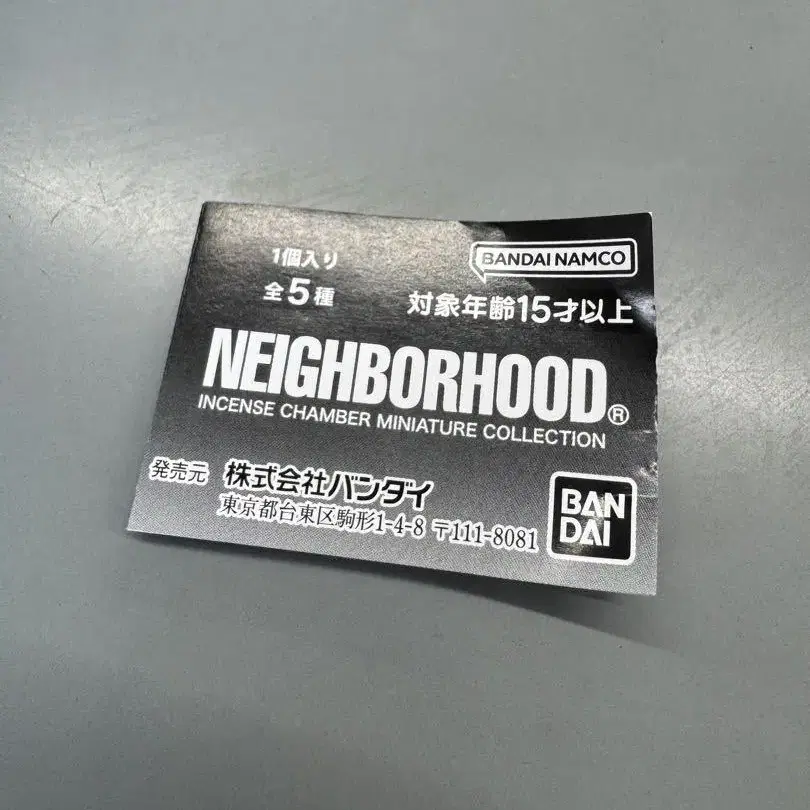 1個入り
全5種
BANDAI NAMCO
対象年齢15才以上
NEIGHBORHOOD®
INCENSE CHAMBER MINIATURE COLLECTION
発売元 株式会社バンダイ
東京都台東区駒形1-4-8 〒111-8081
BAN
DAI